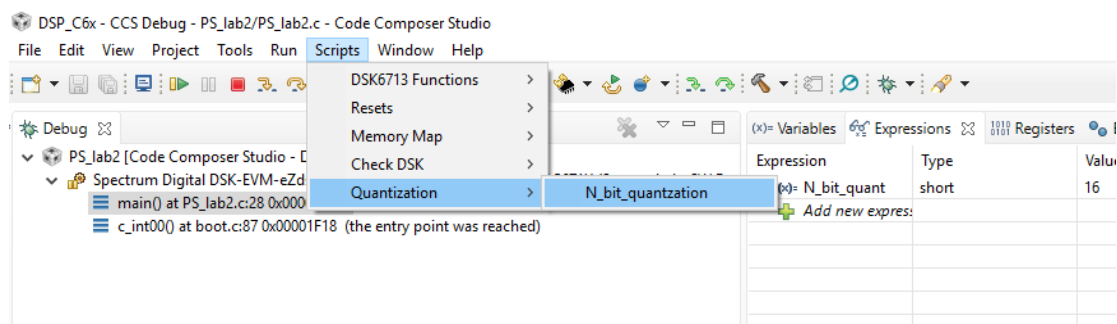 DSP_C6x - CCS Debug - PS_lab2/PS_lab2.c - Code Composer Studio
File Edit View Project Tools Run Scripts Window Help
DSK6713 Functions
Resets
Memory Map
Check DSK
Quantization
N_bit_quantzation
Debug
PS_lab2 [Code Composer Studio - D
Spectrum Digital DSK-EVM-eZd
main() at PS_lab2.c:28 0x000
c_int00() at boot.c:87 0x00001F18 (the entry point was reached)
(x)= Variables Expressions Registers
Expression Type Valu
(x)= N_bit_quant short 16
Add new express